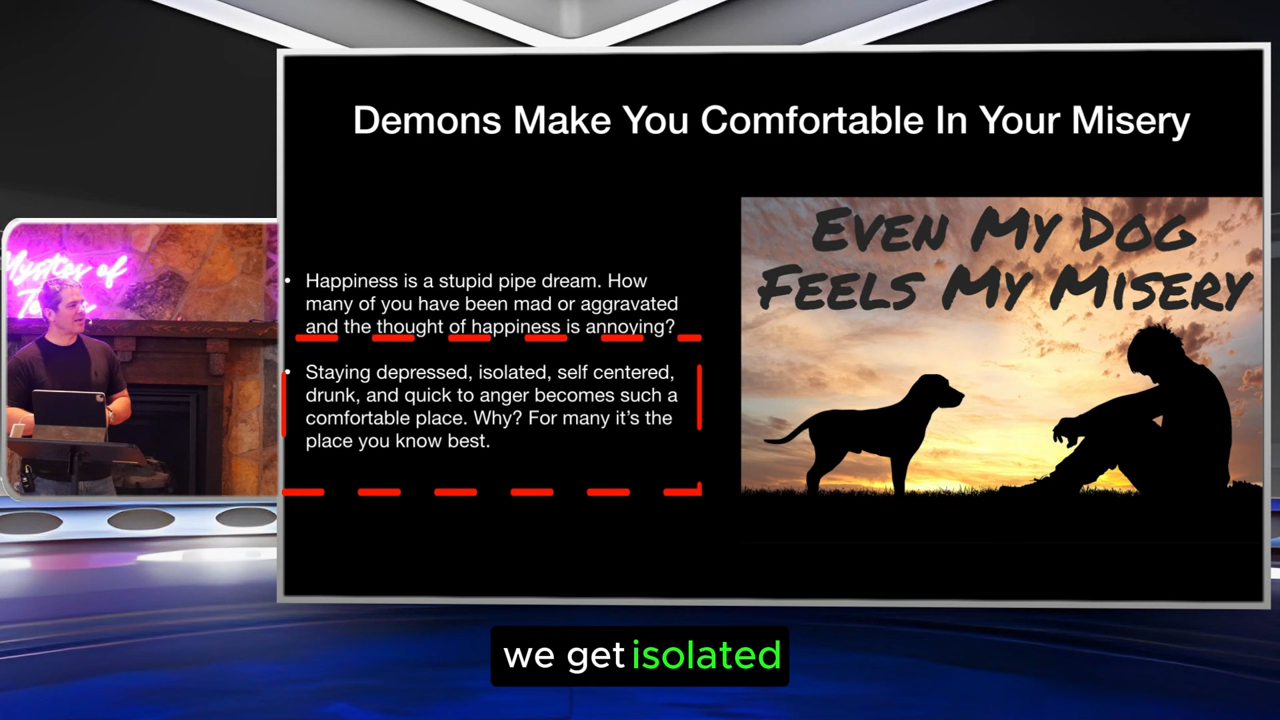 Demons Make You Comfortable In Your Misery
Mystics of
• Happiness is a stupid pipe dream. How
many of you have been mad or aggravated
and the thought of happiness is annoying?
• Staying depressed, isolated, self centered,
drunk, and quick to anger becomes such a
comfortable place. Why? For many it's the
place you know best.
EVEN MY DOG
FEELS MY MISERY
we get isolated